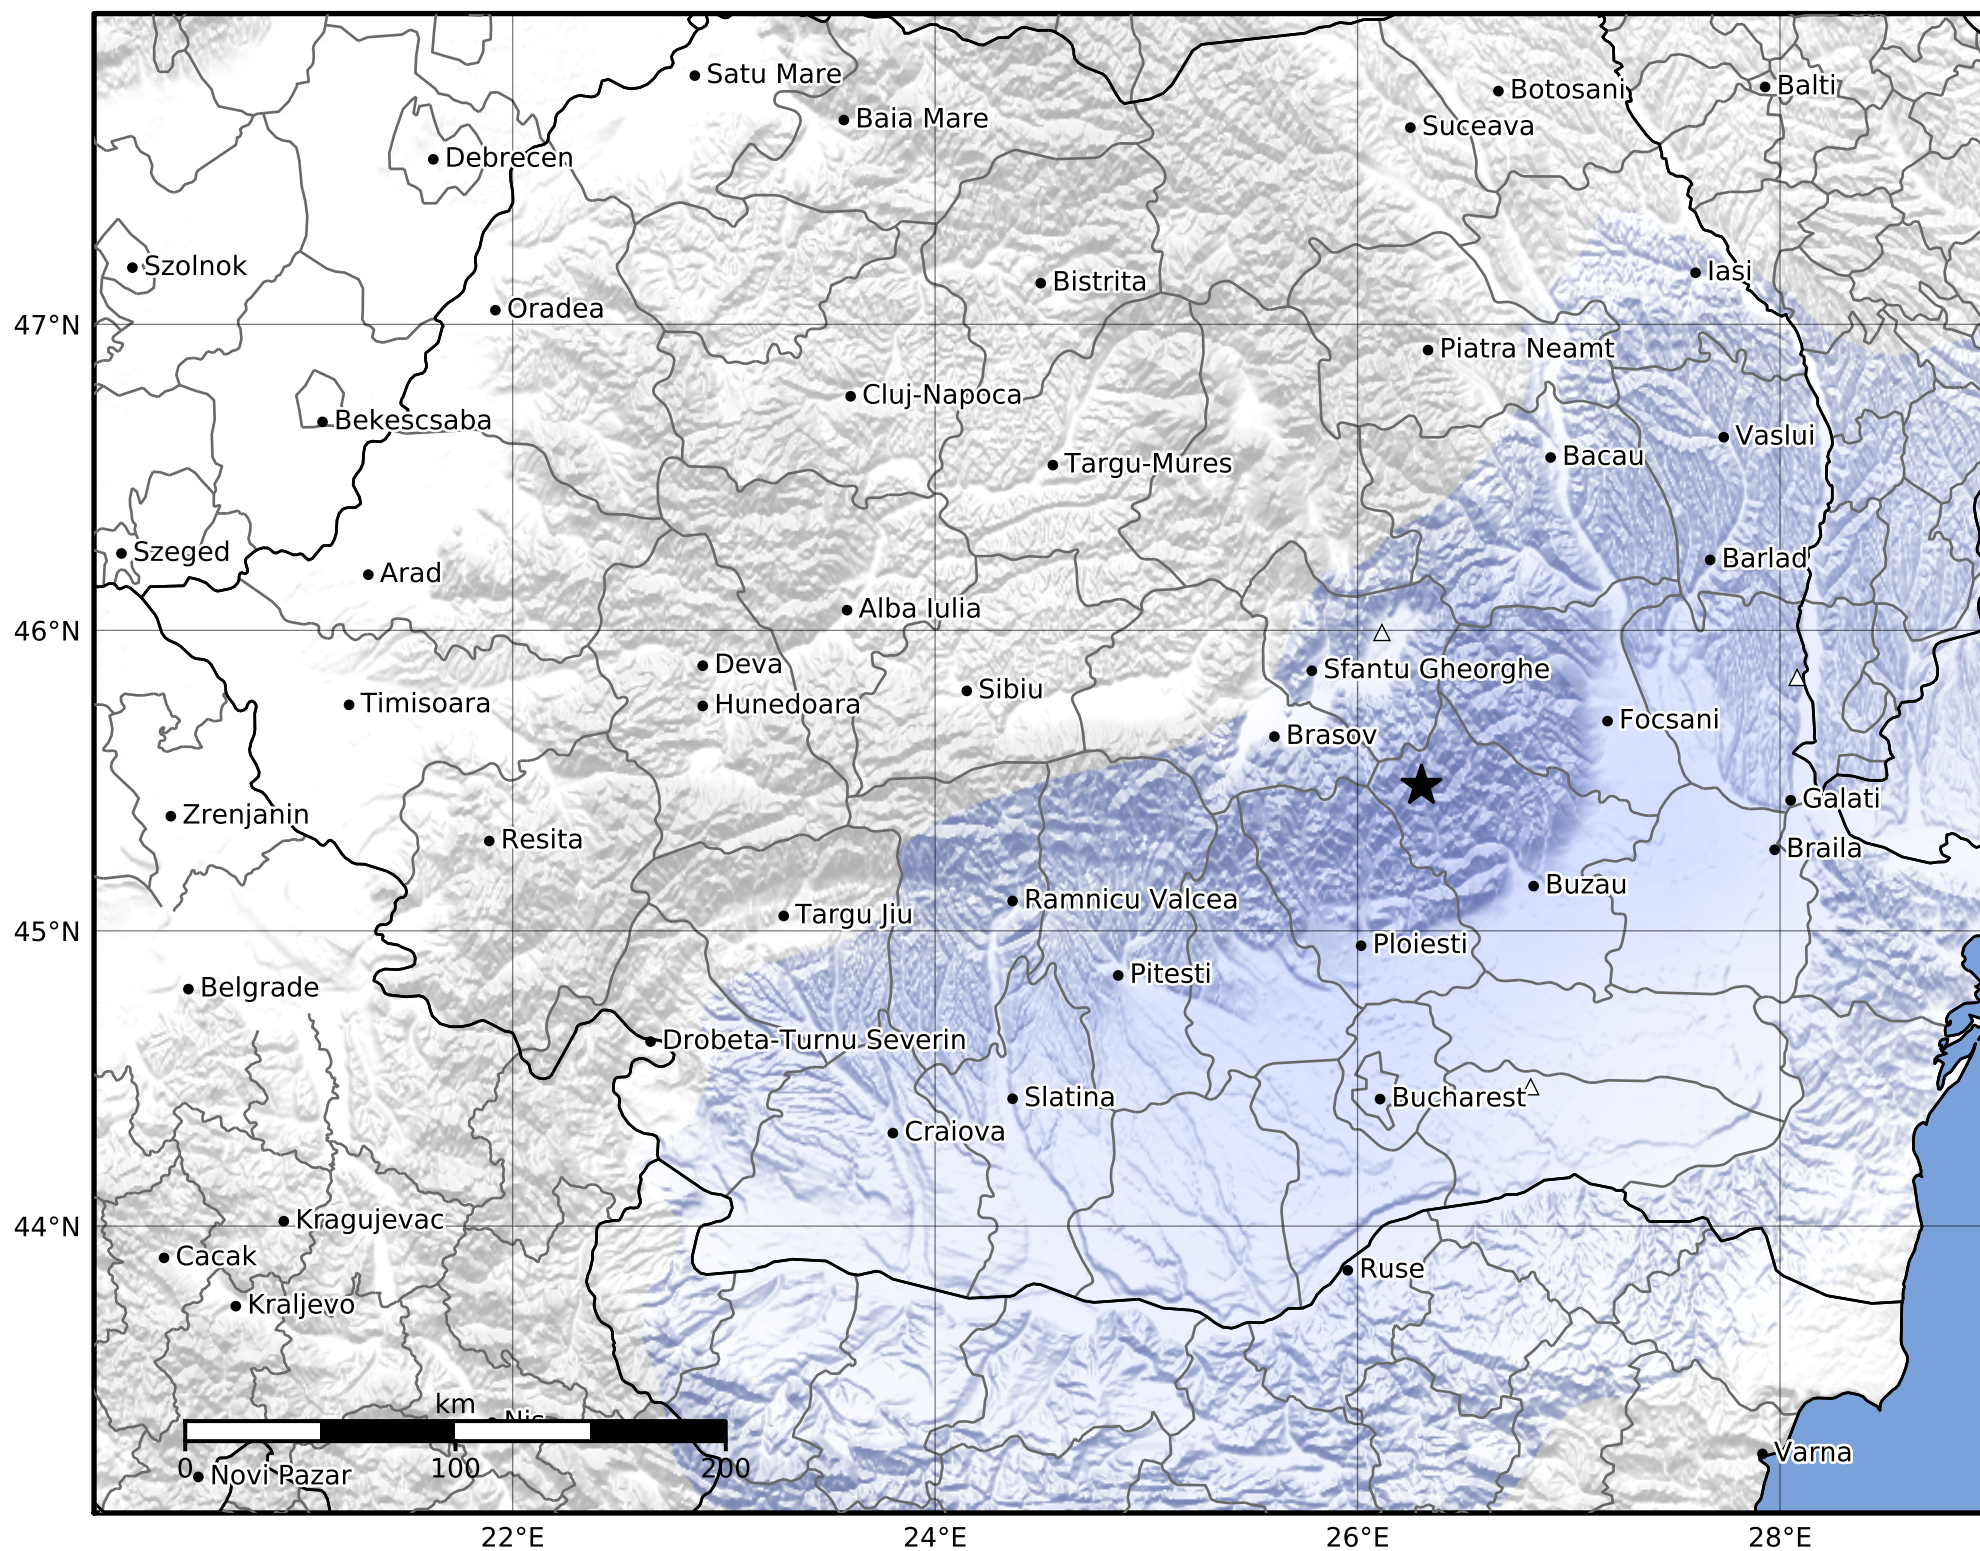 Satu Mare
Botosani
Balti
Baia Mare
Suceava
Debrecen
Szolnok
Iasi
Bistrita
Oradea
47°N
Piatra Neamt
Cluj-Napoca
Bekescsaba
Vaslui
Bacau
Targu-Mures
Szeged
Barlad
Arad
Alba Iulia
46°N
Deva
Sfantu Gheorghe
Sibiu
Timisoara
Hunedoara
Focsani
Brasov
Galati
Zrenjanin
Resita
Braila
Buzau
Ramnicu Valcea
Targu Jiu
45°N
Ploiesti
Pitesti
Belgrade
Drobeta-Turnu Severin
Slatina
Bucharest
Craiova
Kragujevac
44°N
Cacak
Ruse
Kraljevo
km
Nis
Varna
0
100
200
Novi Pazar
22°E
24°E
26°E
28°E